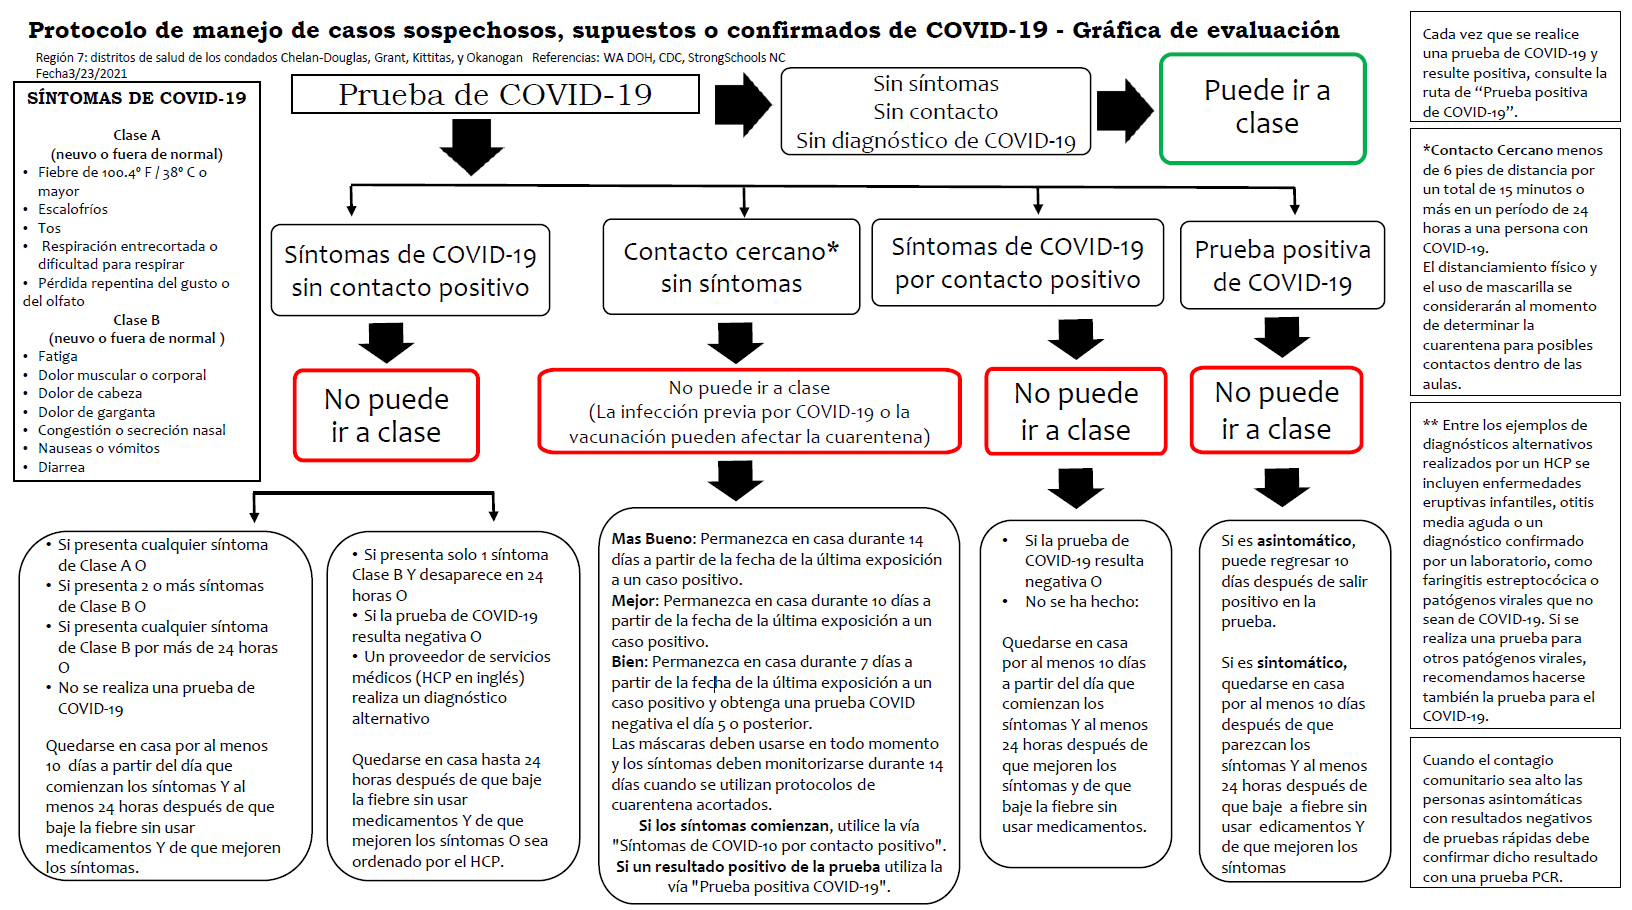 Protocolo de manejo de casos sospechosos, supuestos o confirmados de COVID-19 - Gráfica de evaluación
Región 7: distritos de salud de los condados Chelan-Douglas, Grant, Kittitas, y Okanogan   Referencias: WA DOH, CDC, StrongSchools NC
Fecha3/23/2021
SÍNTOMAS DE COVID-19
Clase A
(neuvo o fuera de normal)
• Fiebre de 100.4º F / 38º C o
mayor
• Escalofríos
• Tos
• Respiración entrecortada o
dificultad para respirar
• Pérdida repentina del gusto o
del olfato
Clase B
(neuvo o fuera de normal )
• Fatiga
• Dolor muscular o corporal
• Dolor de cabeza
• Dolor de garganta
• Congestión o secreción nasal
• Nauseas o vómitos
• Diarrea
Prueba de COVID-19
Sin síntomas
Sin contacto
Sin diagnóstico de COVID-19
Puede ir a
clase
Síntomas de COVID-19
sin contacto positivo
Contacto cercano*
sin síntomas
Síntomas de COVID-19
por contacto positivo
Prueba positiva
de COVID-19
No puede
ir a clase
No puede ir a clase
(La infección previa por COVID-19 o la
vacunación pueden afectar la cuarentena)
No puede
ir a clase
No puede
ir a clase
• Si presenta cualquier síntoma
de Clase A O
• Si presenta 2 o más síntomas
de Clase B O
• Si presenta cualquier síntoma
de Clase B por más de 24 horas
O
• No se realiza una prueba de
COVID-19
Quedarse en casa por al menos
10 días a partir del día que
comienzan los síntomas Y al
menos 24 horas después de que
baje la fiebre sin usar
medicamentos Y de que mejoren
los síntomas.
• Si presenta solo 1 síntoma
Clase B Y desaparece en 24
horas O
• Si la prueba de COVID-19
resulta negativa O
• Un proveedor de servicios
médicos (HCP en inglés)
realiza un diagnóstico
alternativo
Quedarse en casa hasta 24
horas después de que baje
la fiebre sin usar
medicamentos Y de que
mejoren los síntomas O sea
ordenado por el HCP.
Mas Bueno: Permanezca en casa durante 14
días a partir de la fecha de la última exposición
a un caso positivo.
Mejor: Permanezca en casa durante 10 días a
partir de la fecha de la última exposición a un
caso positivo.
Bien: Permanezca en casa durante 7 días a
partir de la fecha de la última exposición a un
caso positivo y obtenga una prueba COVID
negativa el día 5 o posterior.
Las máscaras deben usarse en todo momento
y los síntomas deben monitorizarse durante 14
días cuando se utilizan protocolos de
cuarentena acortados.
Si los síntomas comienzan, utilice la vía
"Síntomas de COVID-10 por contacto positivo".
Si un resultado positivo de la prueba utiliza la
vía "Prueba positiva COVID-19".
• Si la prueba de
COVID-19 resulta
negativa O
• No se ha hecho:
Quedarse en casa
por al menos 10 días
a partir del día que
comienzan los
síntomas Y al menos
24 horas después de
que mejoren los
síntomas y de que
baje la fiebre sin
usar medicamentos.
Si es asintomático,
puede regresar 10
días después de salir
positivo en la
prueba.
Si es sintomático,
quedarse en casa
por al menos 10 días
después de que
parezcan los
síntomas Y al menos
24 horas después de
que baje  a fiebre sin
usar  edicamentos Y
de que mejoren los
síntomas
Cada vez que se realice
una prueba de COVID-19 y
resulte positiva, consulte la
ruta de “Prueba positiva
de COVID-19”.
*Contacto Cercano menos
de 6 pies de distancia por
un total de 15 minutos o
más en un período de 24
horas a una persona con
COVID-19.
El distanciamiento físico y
el uso de mascarilla se
considerarán al momento
de determinar la
cuarentena para posibles
contactos dentro de las
aulas.
** Entre los ejemplos de
diagnósticos alternativos
realizados por un HCP se
incluyen enfermedades
eruptivas infantiles, otitis
media aguda o un
diagnóstico confirmado
por un laboratorio, como
faringitis estreptocócica o
patógenos virales que no
sean de COVID-19. Si se
realiza una prueba para
otros patógenos virales,
recomendamos hacerse
también la prueba para el
COVID-19.
Cuando el contagio
comunitario sea alto las
personas asintomáticas
con resultados negativos
de pruebas rápidas debe
confirmar dicho resultado
con una prueba PCR.